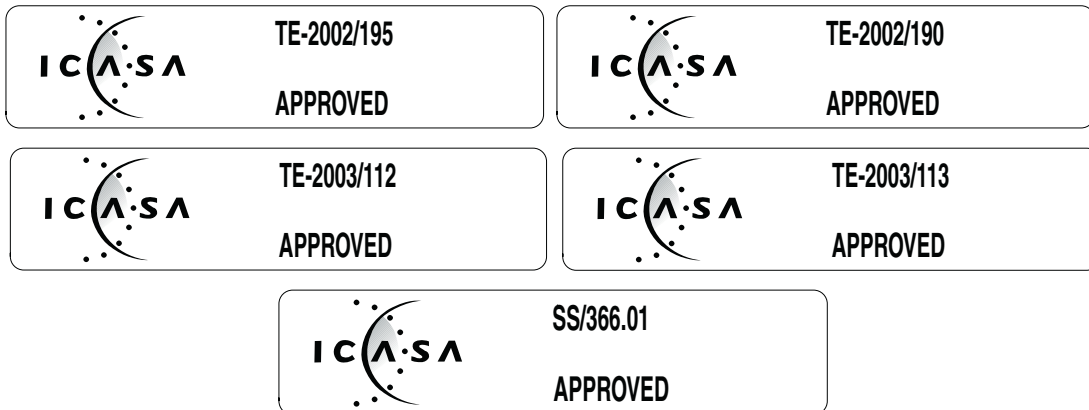 TE-2002/195
ICASA
APPROVED
TE-2002/190
ICASA
APPROVED
TE-2003/112
ICASA
APPROVED
TE-2003/113
ICASA
APPROVED
SS/366.01
ICASA
APPROVED